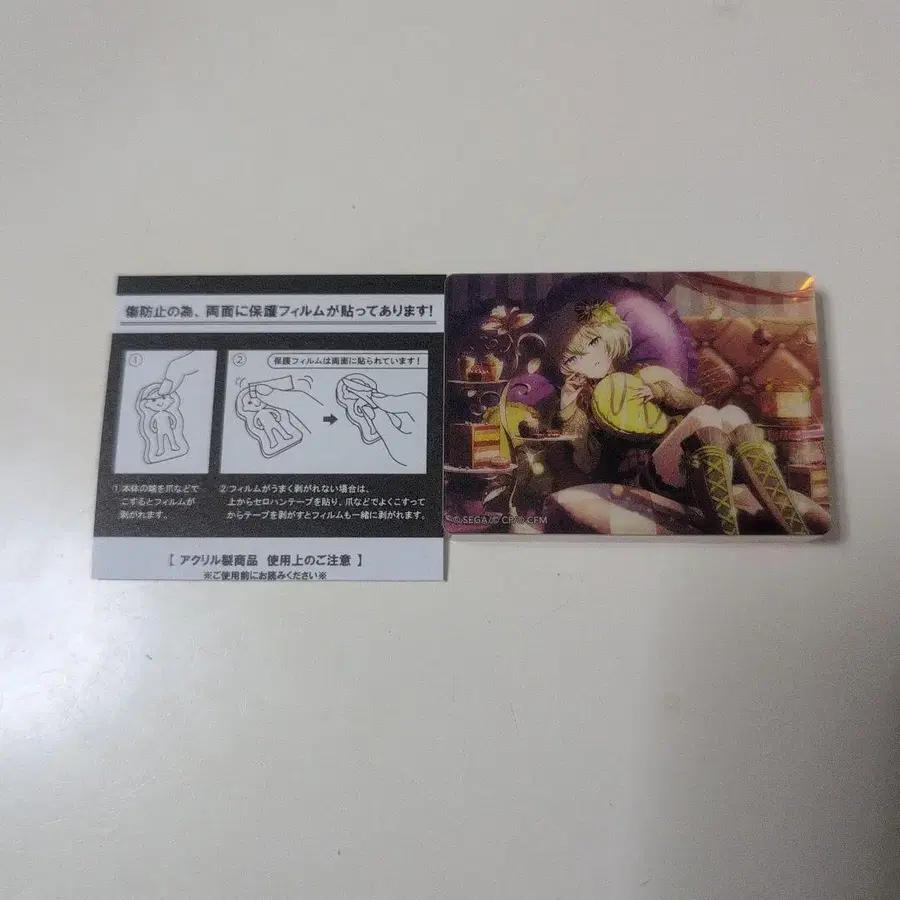 傷防止の為、両面に保護フィルムが貼ってあります!
①
②
保護フィルムは両面に貼られています!
①本体の端を爪などで
こするとフィルムが
剥がれます。
②フィルムがうまく剥がれない場合は、
上からセロハンテープを貼り、爪などでよくこすって
からテープを剥がすとフィルムも一緒に剥がれます。
【 アクリル製商品 使用上のご注意 】
※ご使用前にお読みください※
©SEGA/© CP/© CFM